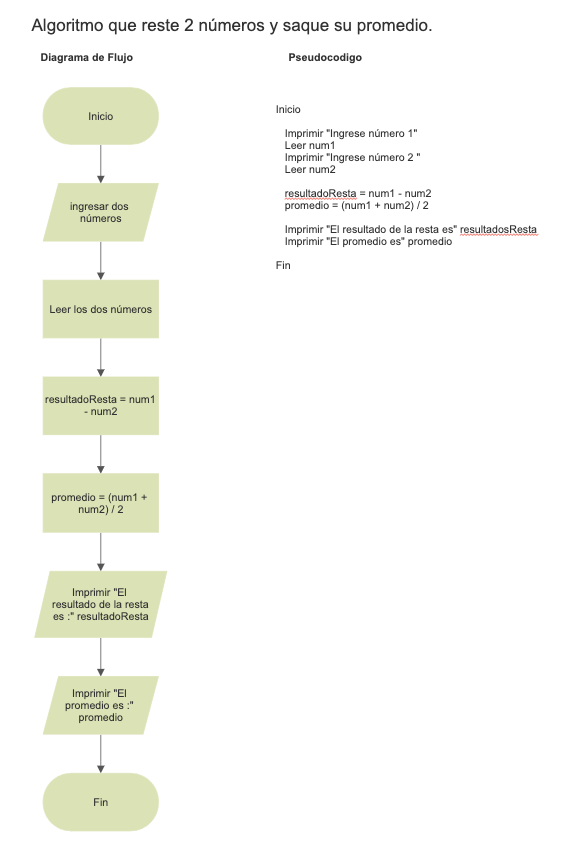 Algoritmo que reste 2 números y saque su promedio.
Diagrama de Flujo
Inicio
ingresar dos
números
Leer los dos números
resultadoResta = num1
- num2
promedio = (num1 +
num2) / 2
Imprimir "El
resultado de la resta
es :" resultadoResta
Imprimir "El
promedio es :"
promedio
Fin
Pseudocodigo
Inicio
Imprimir "Ingrese número 1"
Leer num1
Imprimir "Ingrese número 2 "
Leer num2
resultadoResta = num1 - num2
promedio = (num1 + num2) / 2
Imprimir "El resultado de la resta es" resultadosResta
Imprimir "El promedio es" promedio
Fin